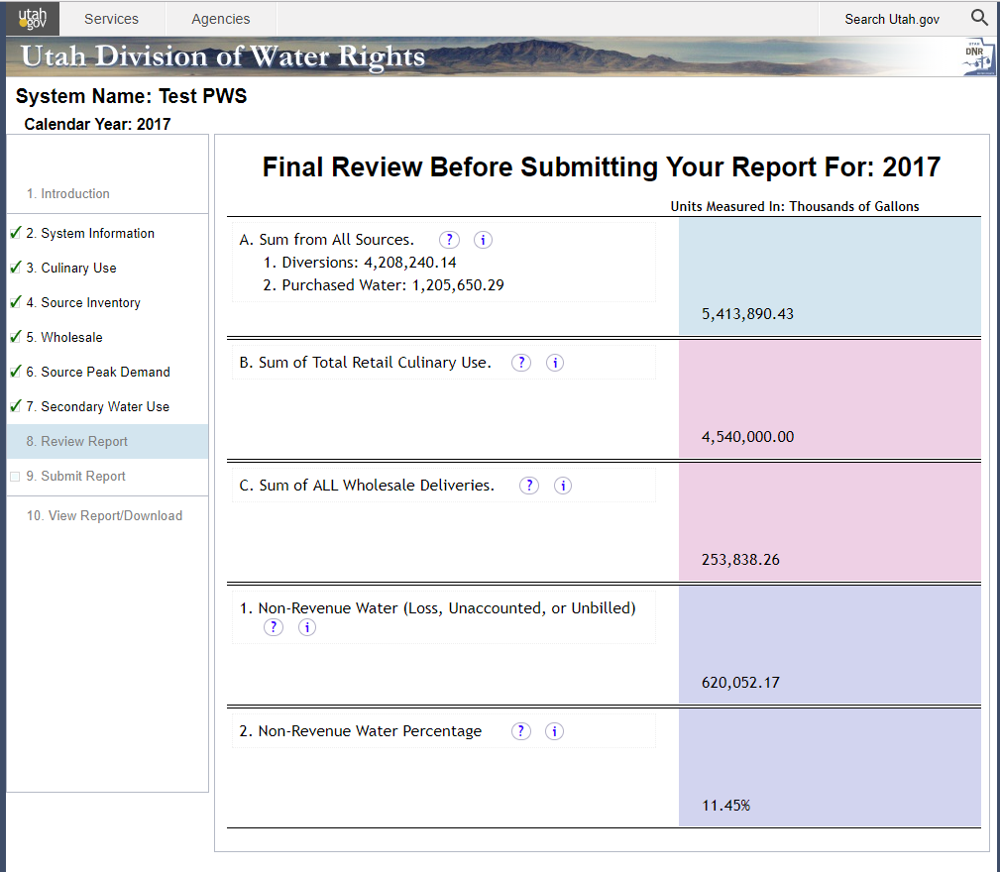 utah
gov
Services
Agencies
Search Utah.gov
Utah Division of Water Rights
UTAH
DNR
System Name: Test PWS
Calendar Year: 2017
1. Introduction
2. System Information
3. Culinary Use
4. Source Inventory
5. Wholesale
6. Source Peak Demand
7. Secondary Water Use
8. Review Report
9. Submit Report
10. View Report/Download
Final Review Before Submitting Your Report For: 2017
Units Measured In: Thousands of Gallons
A. Sum from All Sources. ? i
1. Diversions: 4,208,240.14
2. Purchased Water: 1,205,650.29
5,413,890.43
B. Sum of Total Retail Culinary Use. ? i
4,540,000.00
C. Sum of ALL Wholesale Deliveries. ? i
253,838.26
1. Non-Revenue Water (Loss, Unaccounted, or Unbilled)
? i
620,052.17
2. Non-Revenue Water Percentage ? i
11.45%